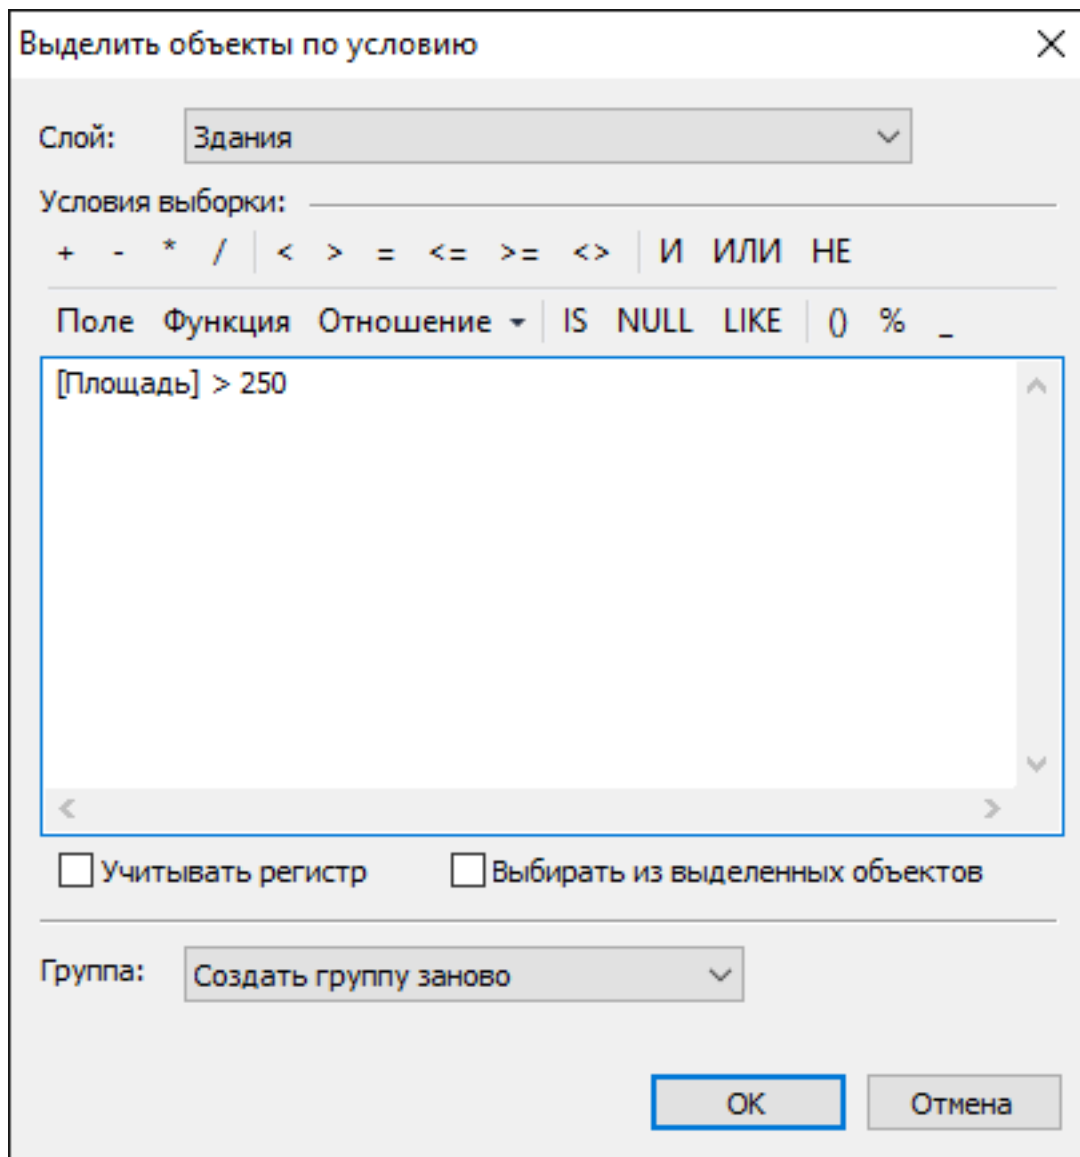 Выделить объекты по условию
Слой: Здания
Условия выборки:
+ - * / < > = <= >= <> И ИЛИ НЕ
Поле Функция Отношение IS NULL LIKE () % _
[Площадь] > 250
Учитывать регистр Выбирать из выделенных объектов
Группа: Создать группу заново
OK Отмена